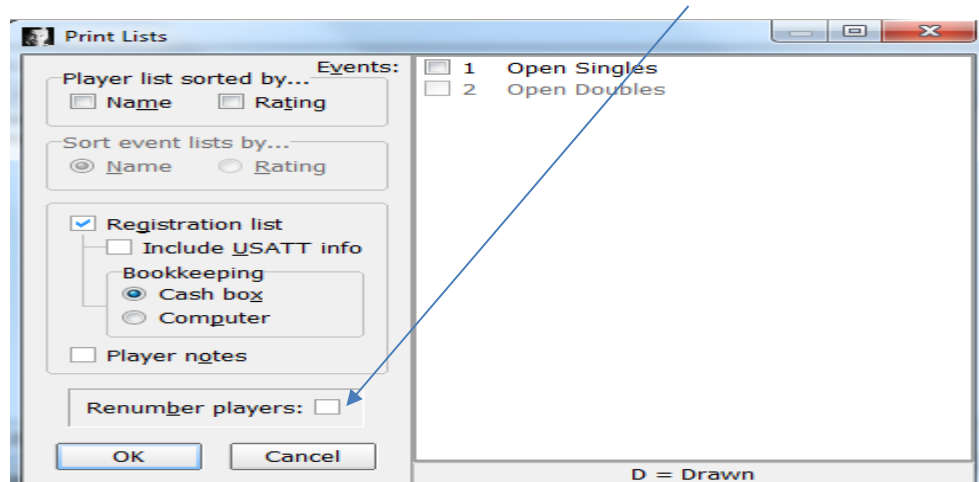 Print Lists
Events:
Player list sorted by...
Name Rating
Sort event lists by...
Name Rating
Registration list
Include USATT info
Bookkeeping
Cash box
Computer
Player notes
Renumber players:
OK Cancel
1 Open Singles
2 Open Doubles
D = Drawn